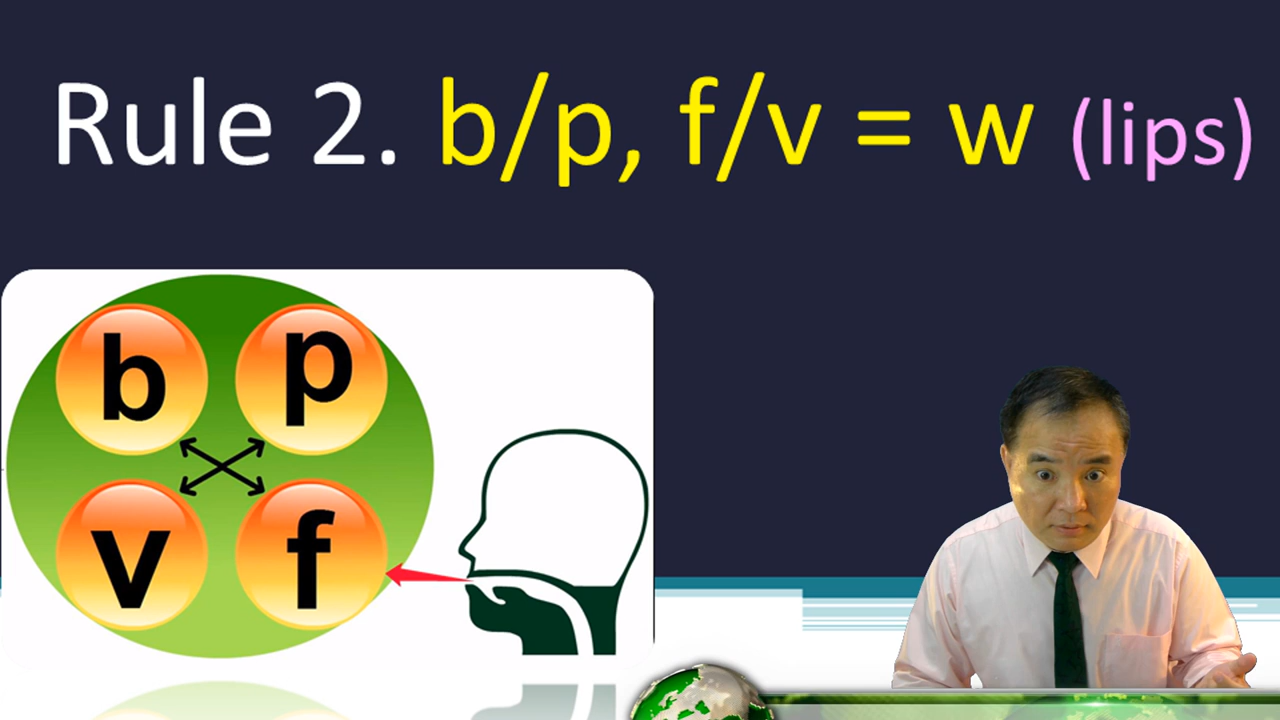 Rule 2. b/p, f/v = w (lips)
b p
v f